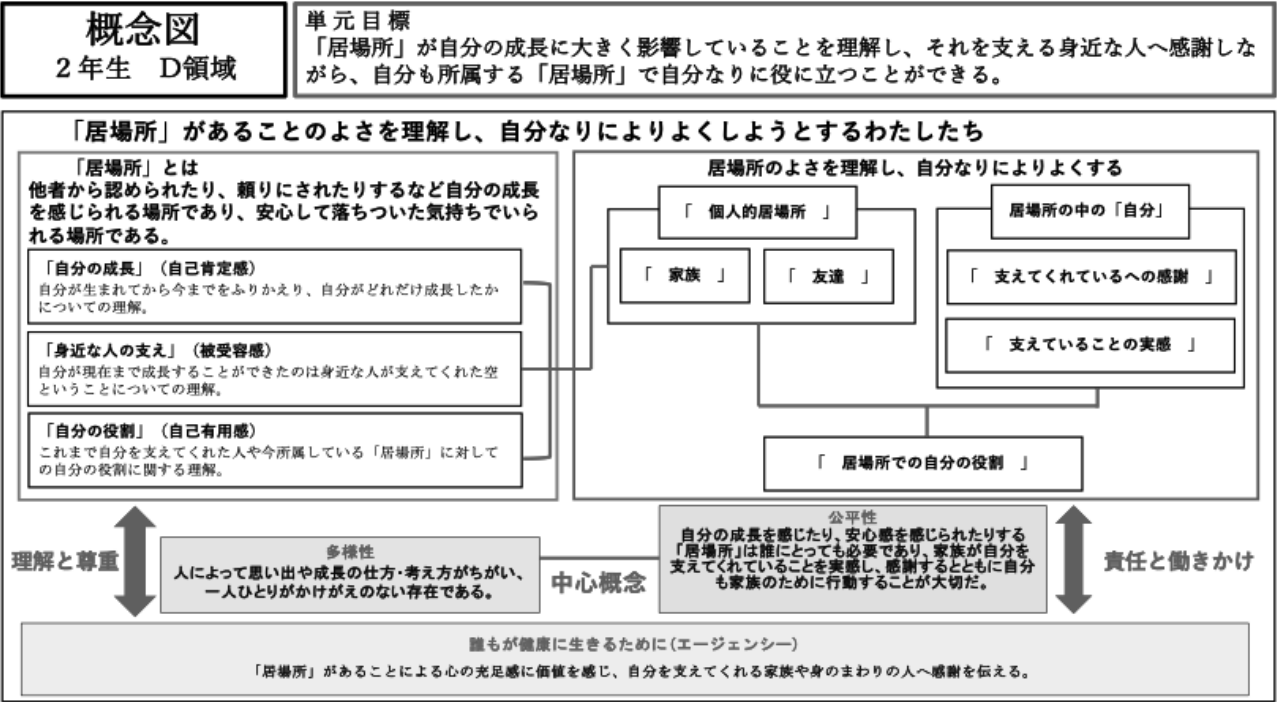 概念図
2年生　D領域
単元目標
「居場所」が自分の成長に大きく影響していることを理解し、それを支える身近な人へ感謝しな
がら、自分も所属する「居場所」で自分なりに役に立つことができる。
「居場所」があることのよさを理解し、自分なりによりよくしようとするわたしたち
「居場所」とは
他者から認められたり、頼りにされたりするなど自分の成長
を感じられる場所であり、安心して落ちついた気持ちでいら
れる場所である。
「自分の成長」（自己肯定感）
自分が生まれてから今までをふりかえり、自分がどれだけ成長したか
についての理解。
「身近な人の支え」（被受容感）
自分が現在まで成長することができたのは身近な人が支えてくれた空
ということについての理解。
「自分の役割」（自己有用感）
これまで自分を支えてくれた人や今所属している「居場所」に対して
の自分の役割に関する理解。
居場所のよさを理解し、自分なりによりよくする
「　個人的居場所　」
「　家族　」
「　友達　」
居場所の中の「自分」
「　支えてくれているへの感謝　」
「　支えていることの実感　」
「　居場所での自分の役割　」
理解と尊重
多様性
人によって思い出や成長の仕方・考え方がちがい、
一人ひとりがかけがえのない存在である。
中心概念
公平性
自分の成長を感じたり、安心感を感じられたりする
「居場所」は誰にとっても必要であり、家族が自分を
支えてくれていることを実感し、感謝するとともに自分
も家族のために行動することが大切だ。
責任と働きかけ
誰もが健康に生きるために（エージェンシー）
「居場所」があることによる心の充足感に価値を感じ、自分を支えてくれる家族や身のまわりの人へ感謝を伝える。